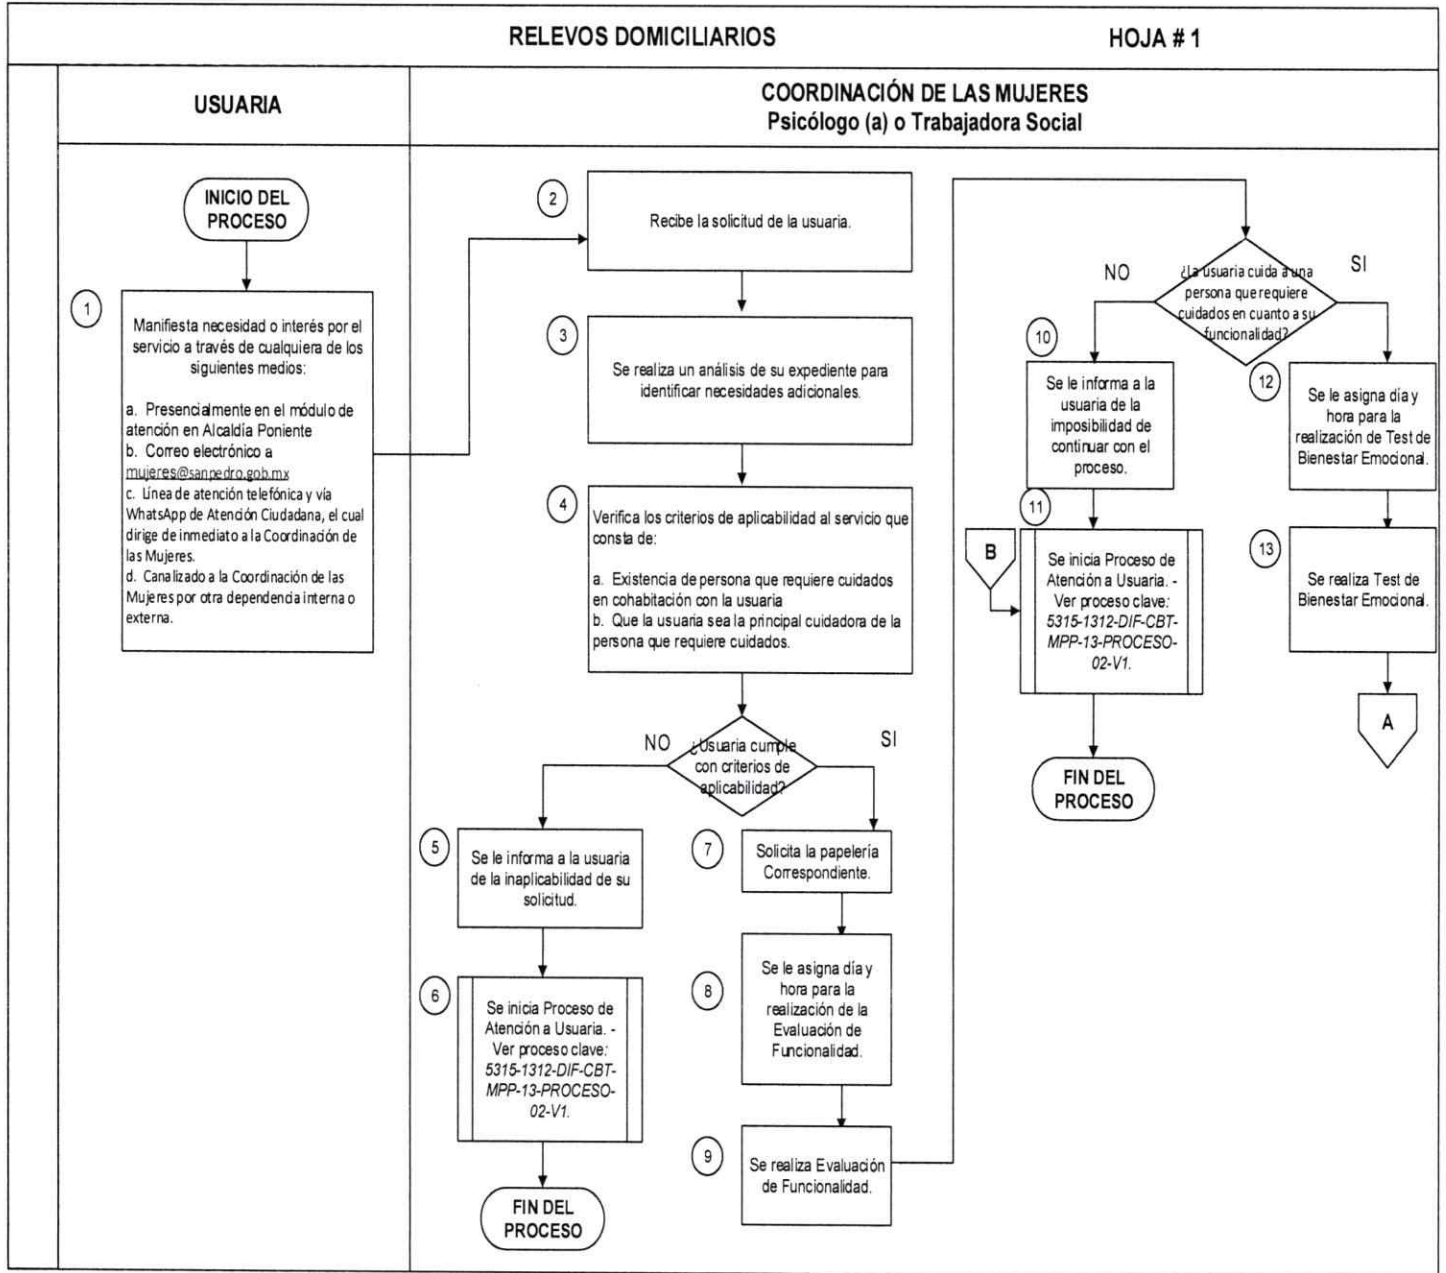 RELEVOS DOMICILIARIOS
HOJA # 1
USUARIA
COORDINACIÓN DE LAS MUJERES
Psicólogo (a) o Trabajadora Social
INICIO DEL
PROCESO
1
Manifiesta necesidad o interés por el
servicio a través de cualquiera de los
siguientes medios:
a. Presencialmente en el módulo de
atención en Alcaldía Poniente
b. Correo electrónico a
mujeres@sanpedro.gob.mx
c. Línea de atención telefónica y vía
WhatsApp de Atención Ciudadana, el cual
dirige de inmediato a la Coordinación de
las Mujeres.
d. Canalizado a la Coordinación de las
Mujeres por otra dependencia interna o
externa.
2
Recibe la solicitud de la usuaria.
3
Se realiza un análisis de su expediente para
identificar necesidades adicionales.
4
Verifica los criterios de aplicabilidad al servicio que
consta de:
a. Existencia de persona que requiere cuidados
en cohabitación con la usuaria
b. Que la usuaria sea la principal cuidadora de la
persona que requiere cuidados.
NO
¿Usuaria cumple
con criterios de
aplicabilidad?
SI
5
Se le informa a la usuaria
de la inaplicabilidad de su
solicitud.
6
Se inicia Proceso de
Atención a Usuaria. -
Ver proceso clave:
5315-1312-DIF-CBT-
MPP-13-PROCESO-
02-V1.
FIN DEL
PROCESO
7
Solicita la papelería
Correspondiente.
8
Se le asigna día y
hora para la
realización de la
Evaluación de
Funcionalidad.
9
Se realiza Evaluación
de Funcionalidad.
NO
¿La usuaria cuida a una
persona que requiere
cuidados en cuanto a su
funcionalidad?
SI
10
Se le informa a la
usuaria de la
imposibilidad de
continuar con el
proceso.
11
B
Se inicia Proceso de
Atención a Usuaria. -
Ver proceso clave:
5315-1312-DIF-CBT-
MPP-13-PROCESO-
02-V1.
FIN DEL
PROCESO
12
Se le asigna día y
hora para la
realización de Test de
Bienestar Emocional.
13
Se realiza Test de
Bienestar Emocional.
A